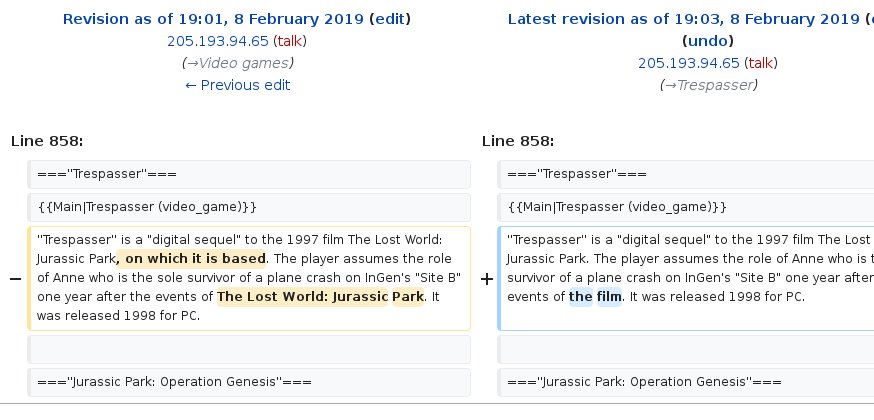 Revision as of 19:01, 8 February 2019 (edit)
205.193.94.65 (talk)
(→Video games)
← Previous edit
Latest revision as of 19:03, 8 February 2019 (
(undo)
205.193.94.65 (talk)
(→Trespasser)
Line 858:
Line 858:
===''Trespasser''===
===''Trespasser''===
{{Main|Trespasser (video_game)}}
{{Main|Trespasser (video_game)}}
− ''Trespasser'' is a "digital sequel" to the 1997 film The Lost World:
Jurassic Park, on which it is based. The player assumes the role
of Anne who is the sole survivor of a plane crash on InGen's "Site B"
one year after the events of The Lost World: Jurassic Park. It
was released 1998 for PC.
+ ''Trespasser'' is a "digital sequel" to the 1997 film The Lost
Jurassic Park. The player assumes the role of Anne who is
survivor of a plane crash on InGen's "Site B" one year after
events of the film. It was released 1998 for PC.
===''Jurassic Park: Operation Genesis''===
===''Jurassic Park: Operation Genesis''===